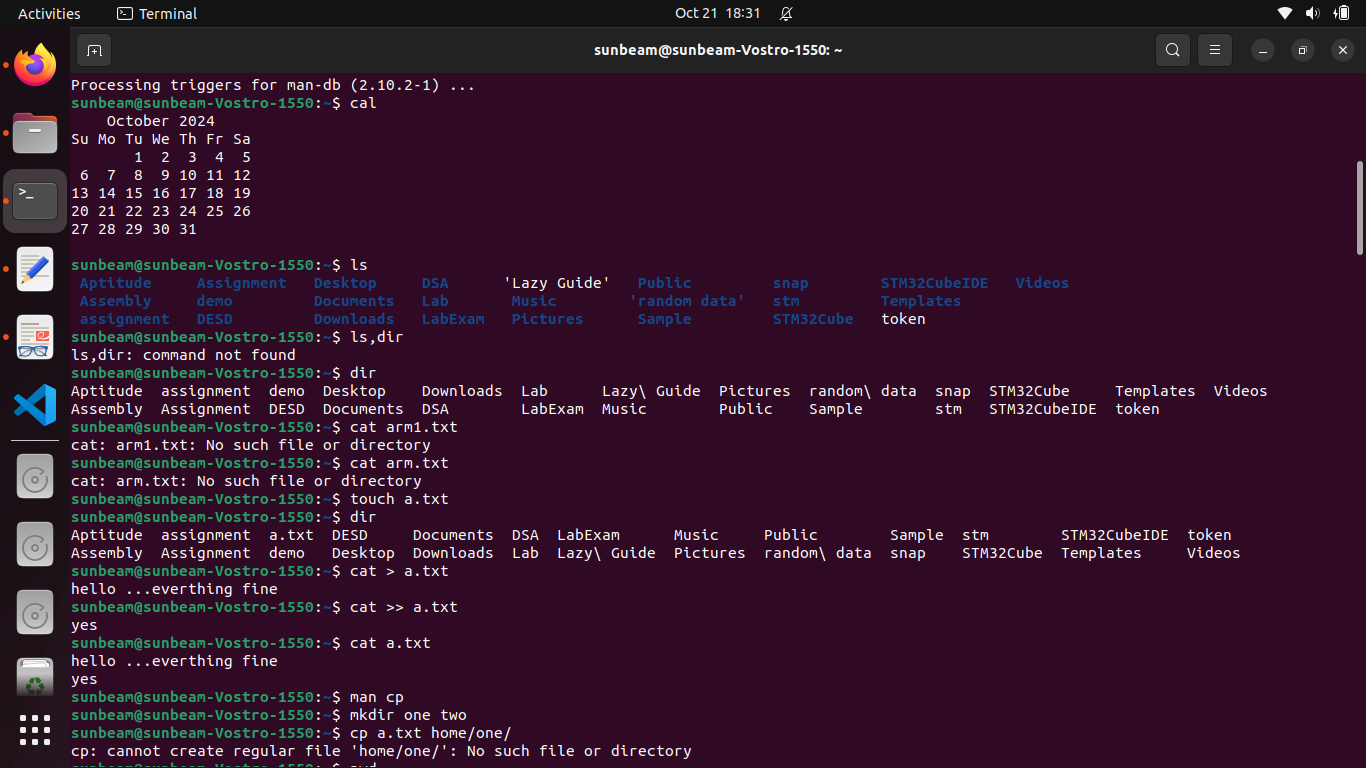 Activities Terminal Oct 21 18:31
sunbeam@sunbeam-Vostro-1550: ~
Processing triggers for man-db (2.10.2-1) ...
sunbeam@sunbeam-Vostro-1550:~$ cal
    October 2024
Su Mo Tu We Th Fr Sa
       1  2  3  4  5
 6  7  8  9 10 11 12
13 14 15 16 17 18 19
20 21 22 23 24 25 26
27 28 29 30 31
sunbeam@sunbeam-Vostro-1550:~$ ls
 Aptitude     Assignment   Desktop     DSA      'Lazy Guide'   Public         snap        STM32CubeIDE   Videos
 Assembly     demo         Documents   Lab       Music        'random data'   stm         Templates
 assignment   DESD         Downloads   LabExam   Pictures      Sample         STM32Cube   token
sunbeam@sunbeam-Vostro-1550:~$ ls,dir
ls,dir: command not found
sunbeam@sunbeam-Vostro-1550:~$ dir
Aptitude  assignment  demo  Desktop    Downloads  Lab      Lazy\ Guide  Pictures  random\ data  snap  STM32Cube     Templates  Videos
Assembly  Assignment  DESD  Documents  DSA        LabExam  Music        Public    Sample        stm   STM32CubeIDE  token
sunbeam@sunbeam-Vostro-1550:~$ cat arm1.txt
cat: arm1.txt: No such file or directory
sunbeam@sunbeam-Vostro-1550:~$ cat arm.txt
cat: arm.txt: No such file or directory
sunbeam@sunbeam-Vostro-1550:~$ touch a.txt
sunbeam@sunbeam-Vostro-1550:~$ dir
Aptitude  assignment  a.txt  DESD     Documents  DSA  LabExam      Music     Public        Sample  stm        STM32CubeIDE  token
Assembly  Assignment  demo   Desktop  Downloads  Lab  Lazy\ Guide  Pictures  random\ data  snap    STM32Cube  Templates     Videos
sunbeam@sunbeam-Vostro-1550:~$ cat > a.txt
hello ...everthing fine
sunbeam@sunbeam-Vostro-1550:~$ cat >> a.txt
yes
sunbeam@sunbeam-Vostro-1550:~$ cat a.txt
hello ...everthing fine
yes
sunbeam@sunbeam-Vostro-1550:~$ man cp
sunbeam@sunbeam-Vostro-1550:~$ mkdir one two
sunbeam@sunbeam-Vostro-1550:~$ cp a.txt home/one/
cp: cannot create regular file 'home/one/': No such file or directory